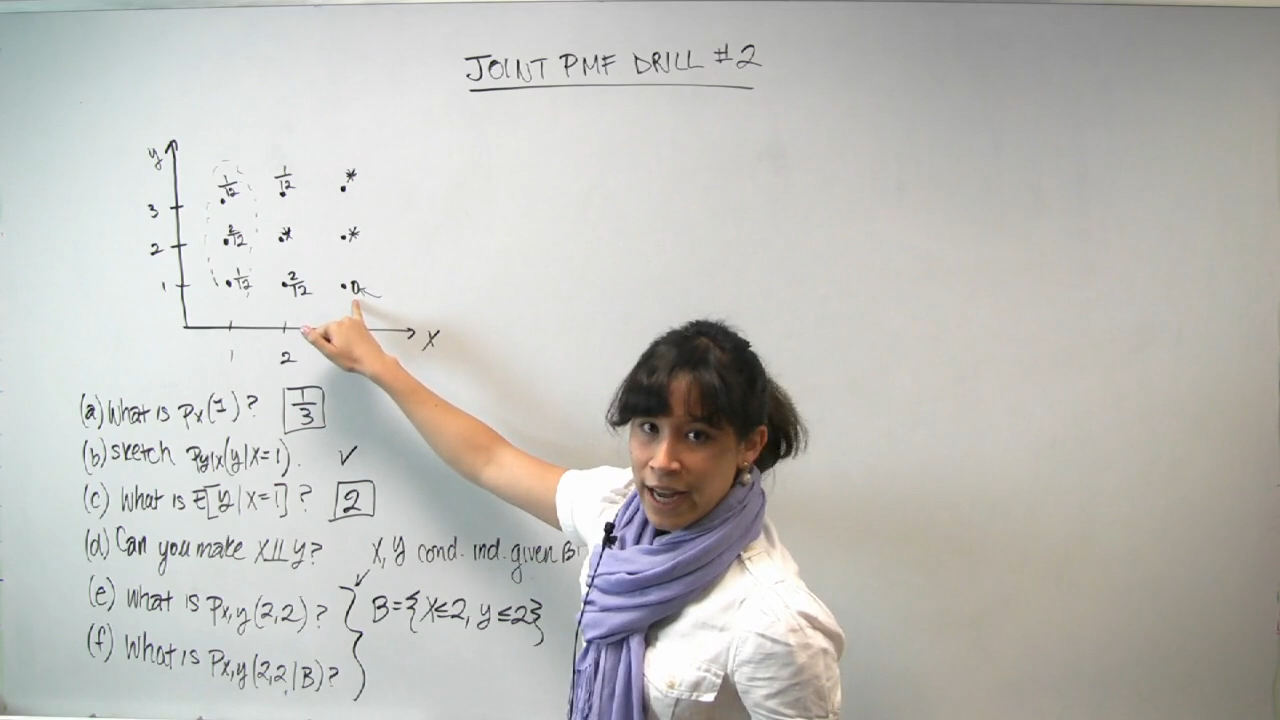 JOINT PMF DRILL #2
y
1/12 1/12 *
3
2/12 * *
2
1/12 2/12 0
1
x
1 2
(a) What is Px(1)? 1/3
(b) sketch Py|x(y|x=1). ✓
(c) What is E[Y|X=1]? 2
(d) Can you make X⊥⊥Y? X, Y cond. ind. given B
(e) What is Px,y(2,2)? } ✓ B={X≤2, y≤2}
(f) What is Px,y(2,2|B)?